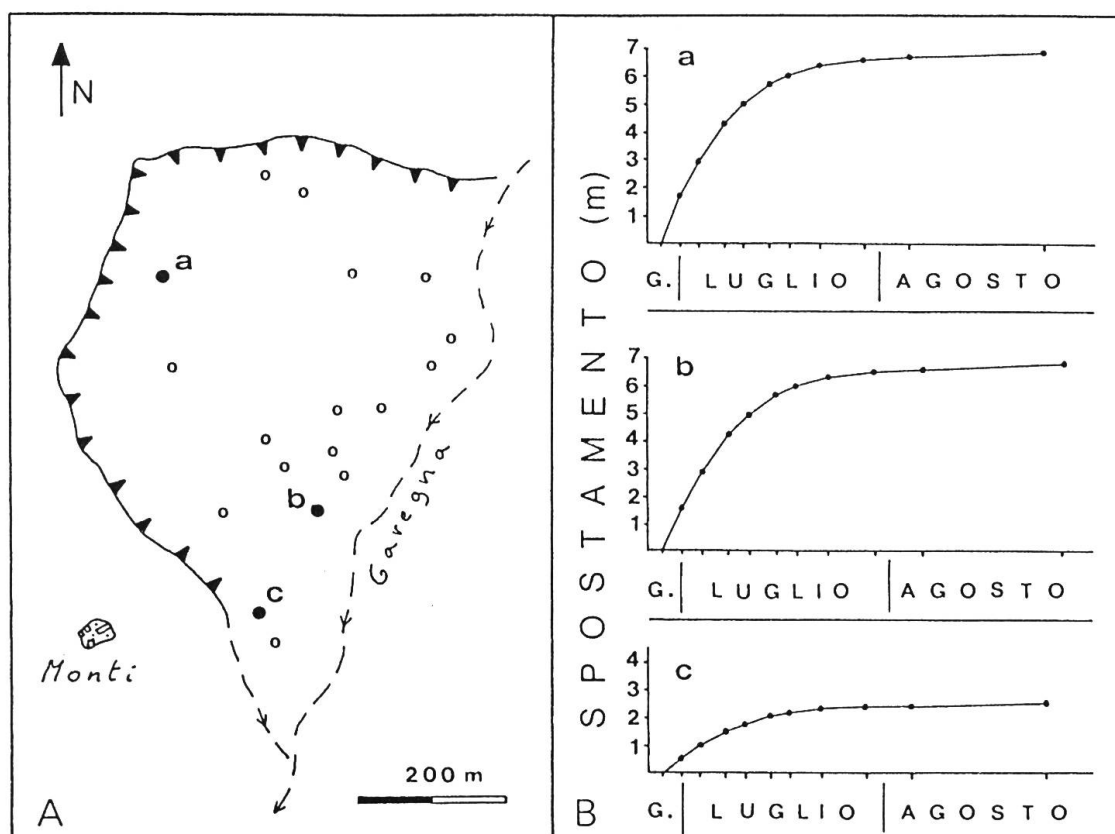 N
a
b
c
Garegna
Monti
200 m
A
SPOSTAMENTO (m)
a
7
6
5
4
3
2
1
G. LUGLIO AGOSTO
b
7
6
5
4
3
2
1
G. LUGLIO AGOSTO
c
4
3
2
1
G. LUGLIO AGOSTO
B